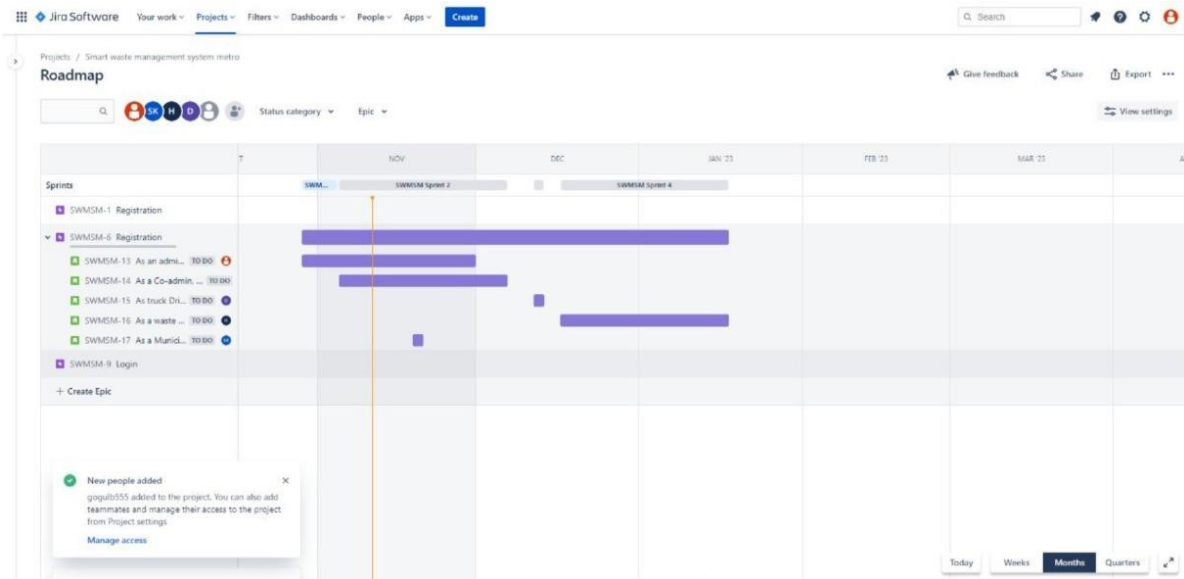 Jira Software Your work Projects Filters Dashboards People Apps Create Search
Projects / Smart waste management system metro
Roadmap
Give feedback Share Export
SK H D Status category Epic View settings
T NOV DEC JAN '23 FEB '23 MAR '23 A
Sprints SWM... SWMSM Sprint 2 SWMSM Sprint 4
SWMSM-1 Registration
SWMSM-6 Registration
SWMSM-13 As an admi... TO DO
SWMSM-14 As a Co-admin, ... TO DO
SWMSM-15 As truck Dri... TO DO
SWMSM-16 As a waste ... TO DO
SWMSM-17 As a Munici... TO DO
SWMSM-9 Login
+ Create Epic
New people added
gogulb555 added to the project. You can also add
teammates and manage their access to the project
from Project settings
Manage access
Today Weeks Months Quarters